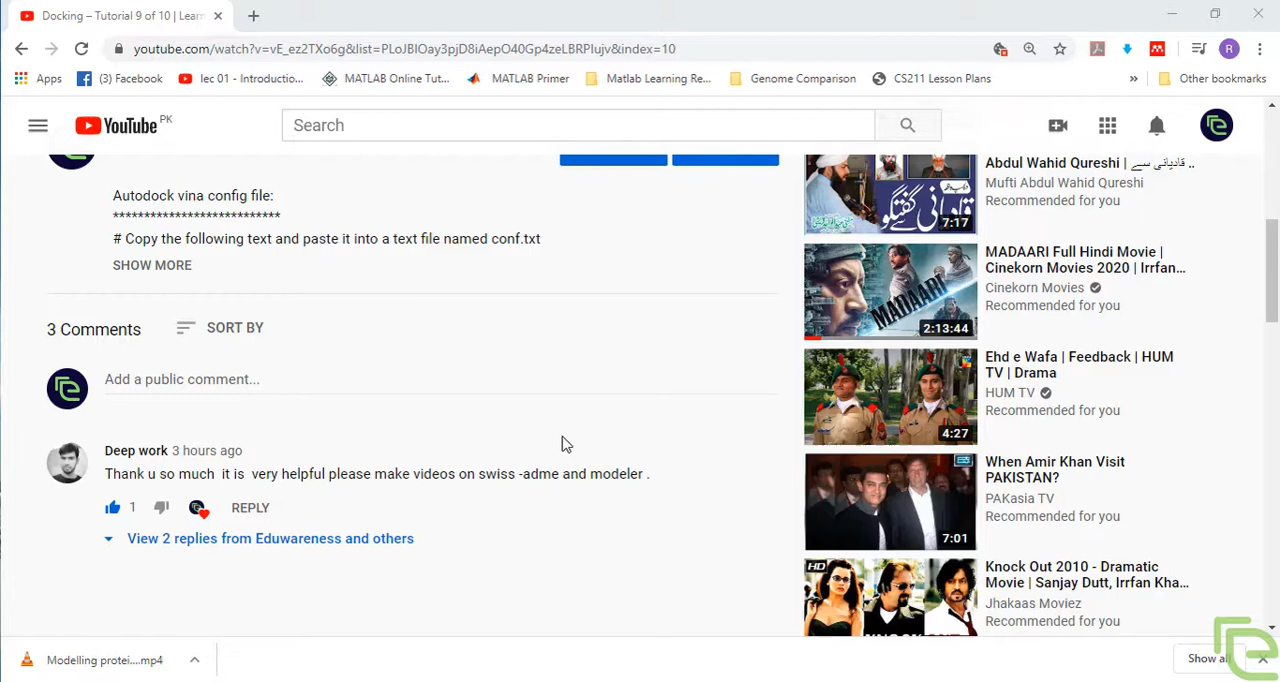 Docking – Tutorial 9 of 10 | Learn
youtube.com/watch?v=vE_ez2TXo6g&list=PLoJBIOay3pjD8iAepO40Gp4zeLBRPIujv&index=10
R
Apps
(3) Facebook
lec 01 - Introductio...
MATLAB Online Tut...
MATLAB Primer
Matlab Learning Re...
Genome Comparison
CS211 Lesson Plans
»
Other bookmarks
YouTube PK
Search
Autodock vina config file:
***************************
# Copy the following text and paste it into a text file named conf.txt
SHOW MORE
3 Comments
SORT BY
Add a public comment...
Deep work 3 hours ago
Thank u so much it is very helpful please make videos on swiss -adme and modeler .
1
REPLY
View 2 replies from Eduwareness and others
Abdul Wahid Qureshi | قادیانی سے ..
Mufti Abdul Wahid Qureshi
Recommended for you
قادیانی
گفتگو
7:17
MADAARI Full Hindi Movie |
Cinekorn Movies 2020 | Irrfan...
Cinekorn Movies
Recommended for you
MADAARI
2:13:44
Ehd e Wafa | Feedback | HUM
TV | Drama
HUM TV
Recommended for you
4:27
When Amir Khan Visit
PAKISTAN?
PAKasia TV
Recommended for you
7:01
Knock Out 2010 - Dramatic
Movie | Sanjay Dutt, Irrfan Kha...
Jhakaas Moviez
Recommended for you
HD
KNOCK OUT
Modelling protei....mp4
Show all